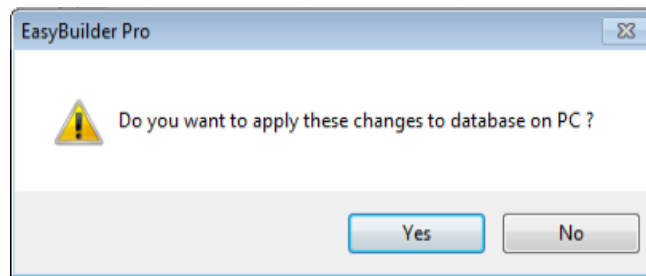 EasyBuilder Pro
Do you want to apply these changes to database on PC ?
Yes No